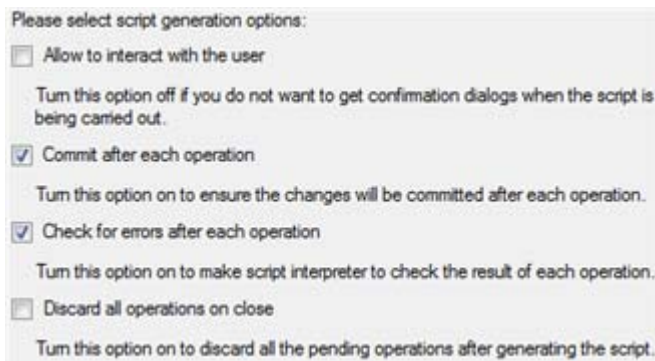 Please select script generation options:
Allow to interact with the user
Turn this option off if you do not want to get confirmation dialogs when the script is
being carried out.
Commit after each operation
Turn this option on to ensure the changes will be committed after each operation.
Check for errors after each operation
Turn this option on to make script interpreter to check the result of each operation.
Discard all operations on close
Turn this option on to discard all the pending operations after generating the script.